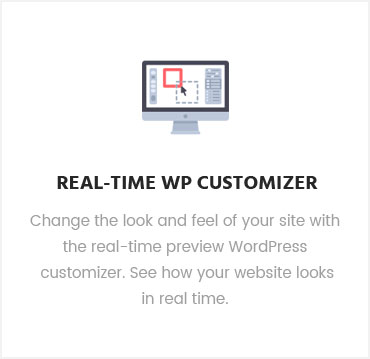 REAL-TIME WP CUSTOMIZER
Change the look and feel of your site with
the real-time preview WordPress
customizer. See how your website looks
in real time.